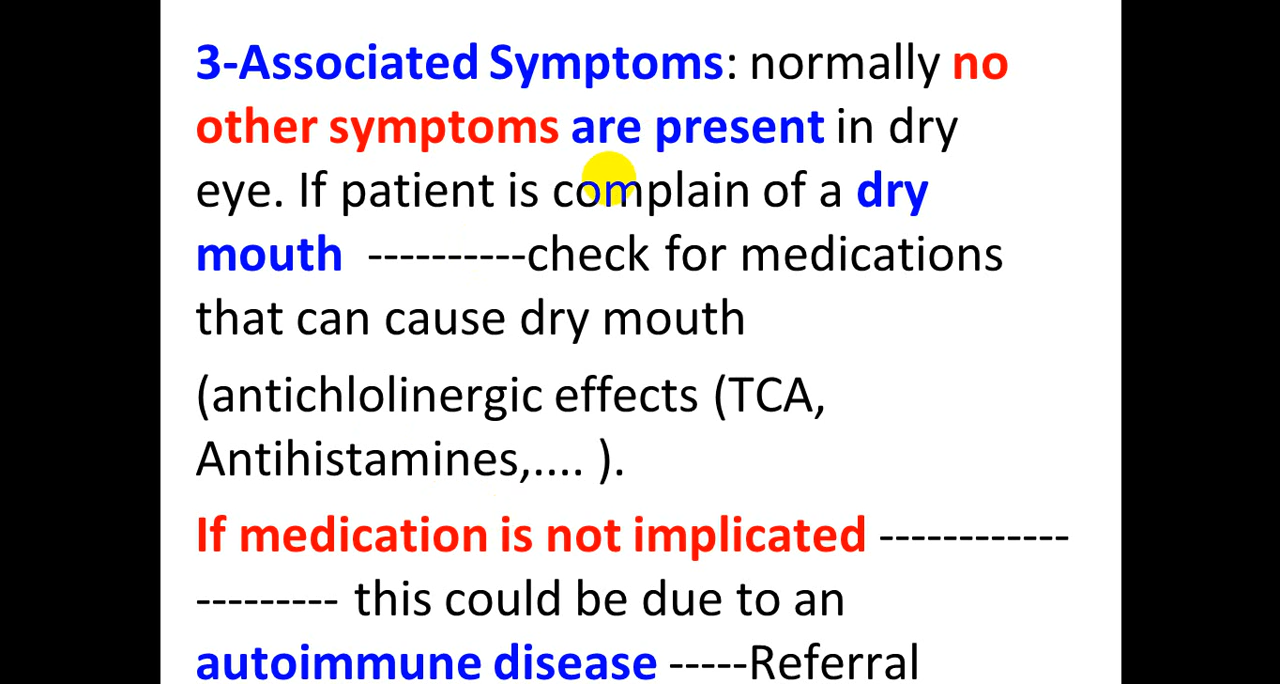 3-Associated Symptoms: normally no
other symptoms are present in dry
eye. If patient is complain of a dry
mouth ----------check for medications
that can cause dry mouth
(antichlolinergic effects (TCA,
Antihistamines,.... ).
If medication is not implicated ------------
--------- this could be due to an
autoimmune disease -----Referral